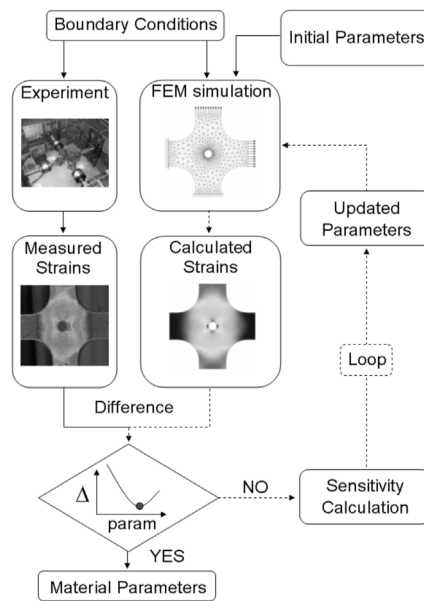 Boundary Conditions
Initial Parameters
Experiment
FEM simulation
Updated
Parameters
Measured
Strains
Calculated
Strains
Loop
Difference
Δ
param
NO
Sensitivity
Calculation
YES
Material Parameters